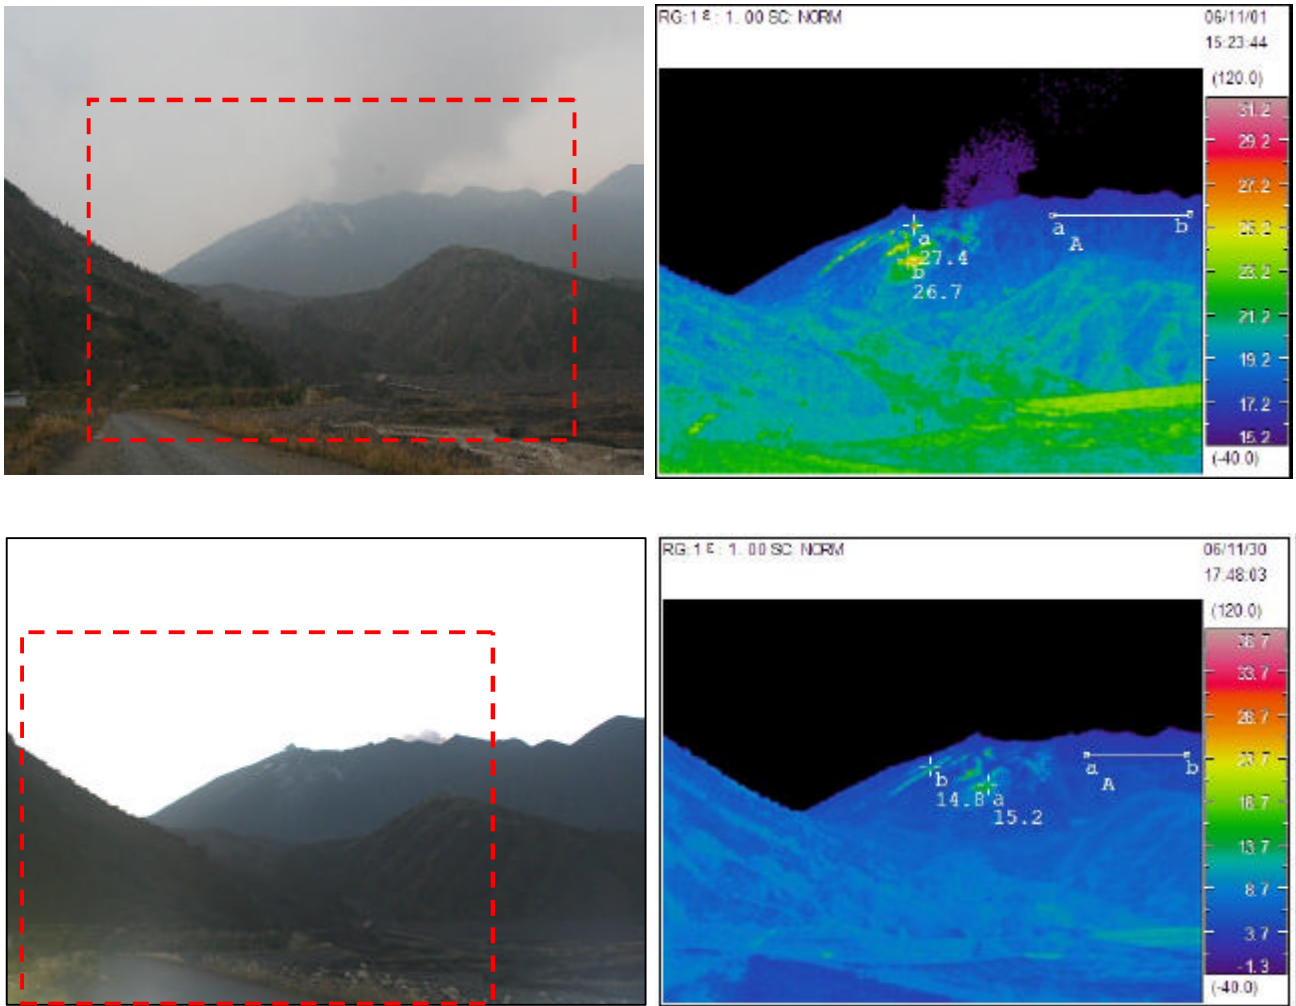 RG: 1 ε : 1. 00 SC: NORM
06/11/01
15:23:44
(120.0)
31.2
29.2
27.2
25.2
23.2
21.2
19.2
17.2
15.2
(-40.0)
a
27.4
b
26.7
a
b
A
RG: 1 ε : 1. 00 SC: NORM
06/11/30
17:48:03
(120.0)
38.7
33.7
28.7
23.7
18.7
13.7
8.7
3.7
-1.3
(-40.0)
b
14.8
a
15.2
a
b
A